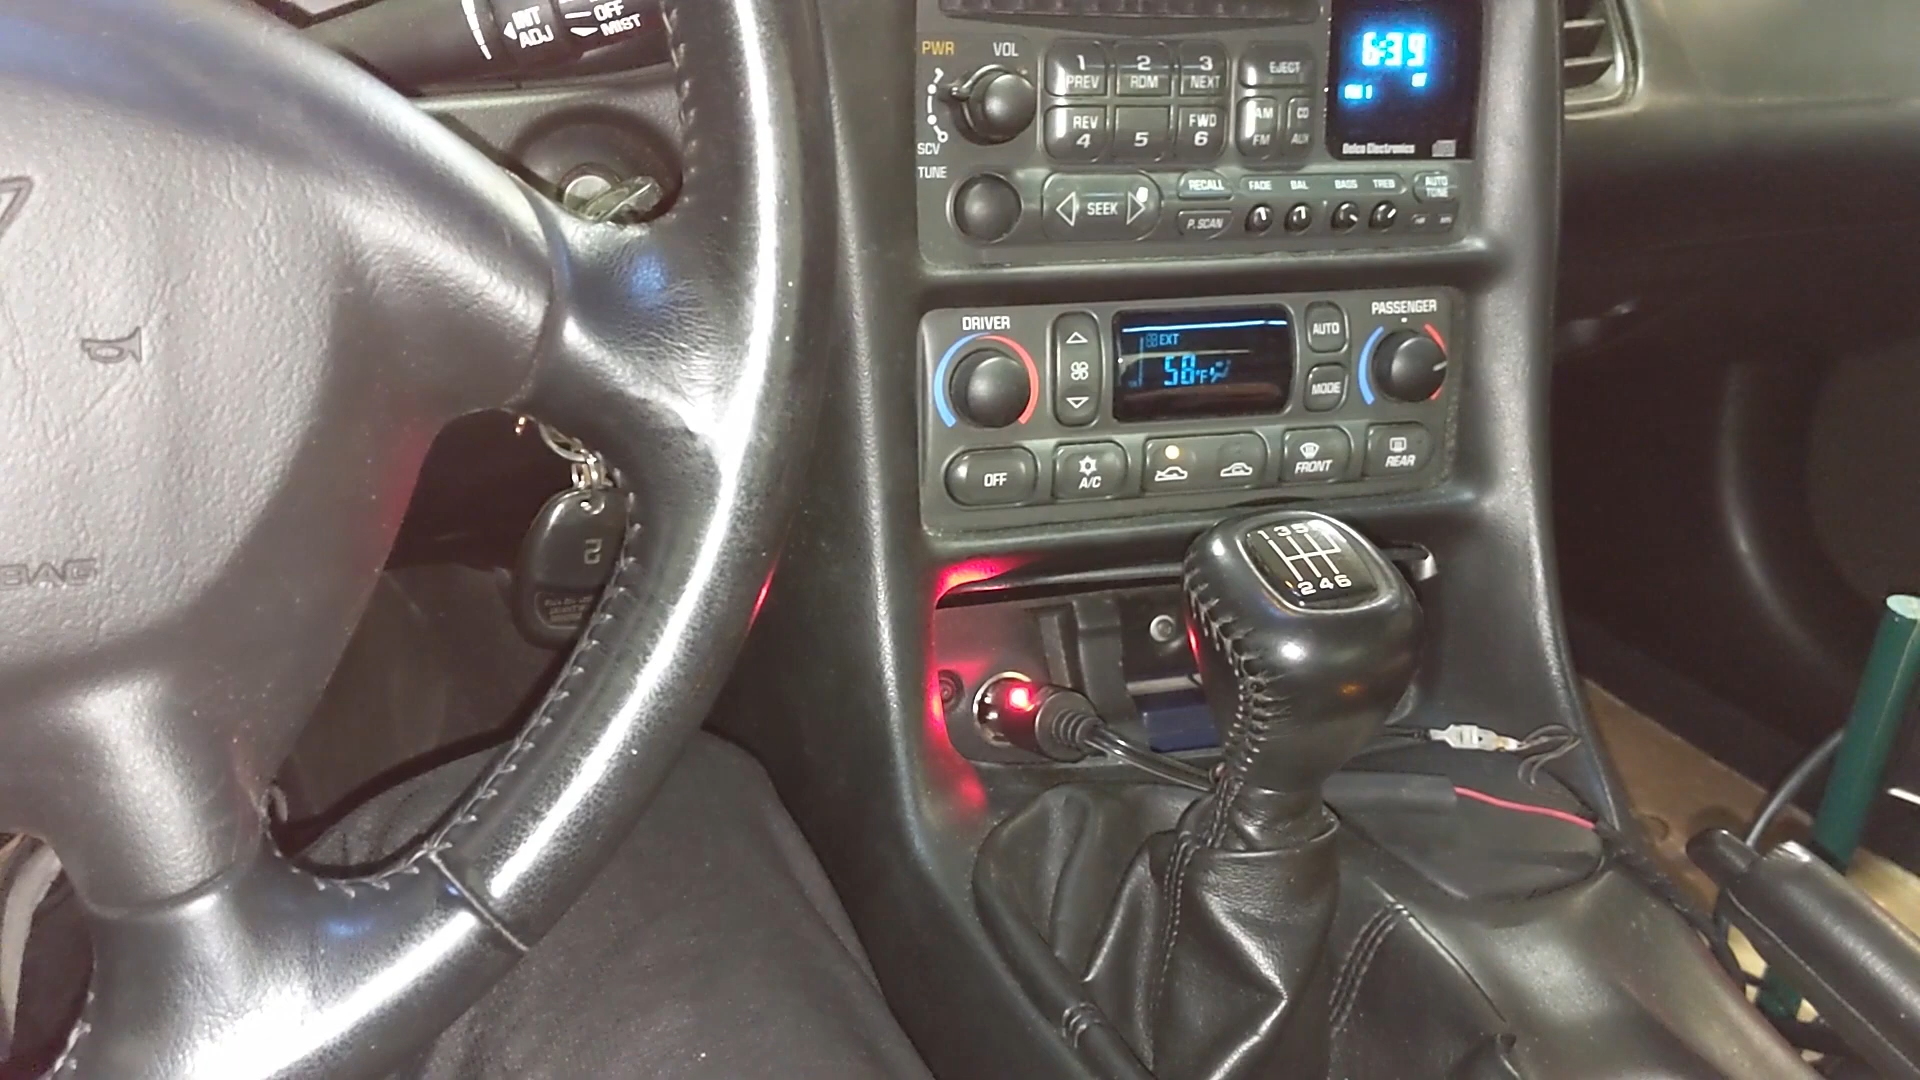 INT
ADJ
OFF
MIST
PWR
VOL
1
PREV
2
RDM
3
NEXT
EJECT
6:39
REV
4
5
FWD
6
AM
FM
CD
AUX
SCV
Delco Electronics
TUNE
SEEK
RECALL
P.SCAN
FADE
BAL
BASS
TREB
AUTO
TONE
DRIVER
PASSENGER
EXT
58°F
AUTO
MODE
OFF
A/C
FRONT
REAR
1 3 5
2 4 6